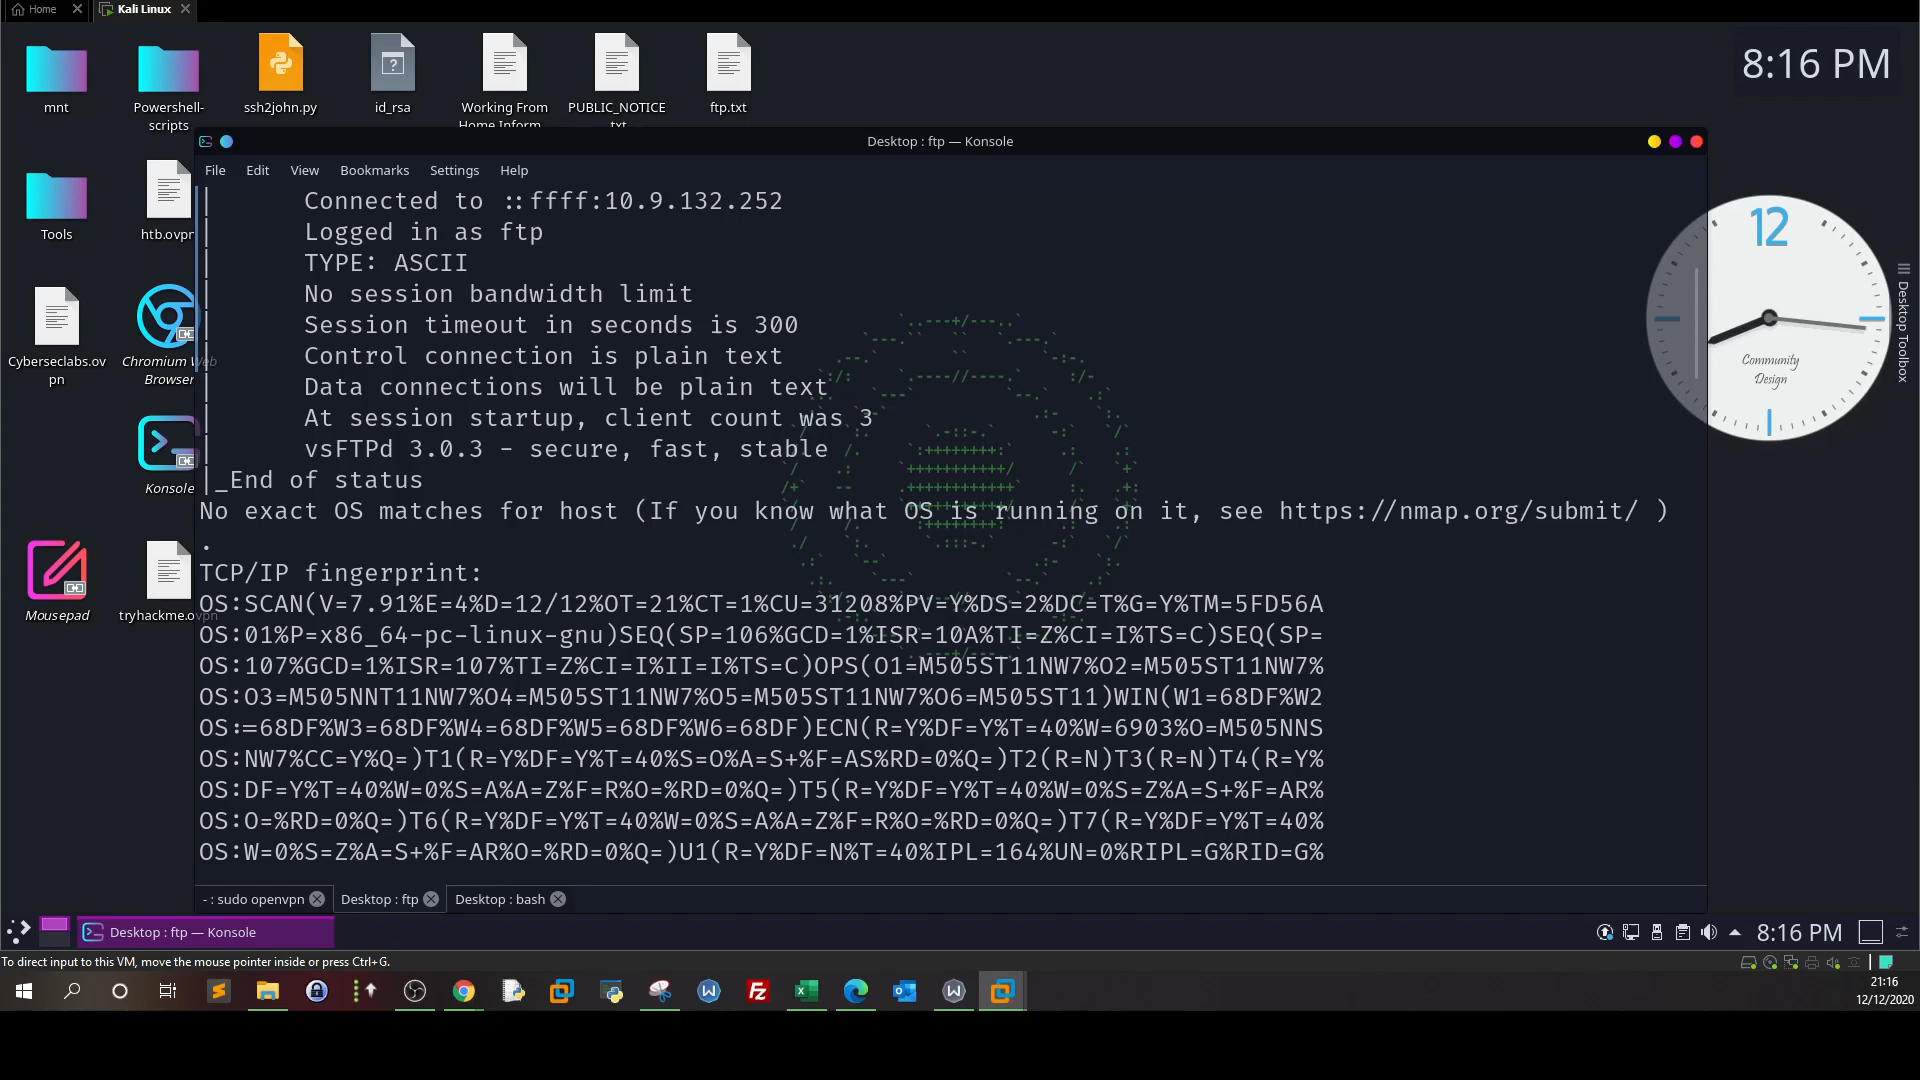 Home
Kali Linux
8:16 PM
mnt
Powershell-
scripts
ssh2john.py
id_rsa
Working From
Home Inform...
PUBLIC_NOTICE
txt
ftp.txt
Desktop : ftp — Konsole
File Edit View Bookmarks Settings Help
| Connected to ::ffff:10.9.132.252
| Logged in as ftp
| TYPE: ASCII
| No session bandwidth limit
| Session timeout in seconds is 300
| Control connection is plain text
| Data connections will be plain text
| At session startup, client count was 3
| vsFTPd 3.0.3 - secure, fast, stable
|_End of status
No exact OS matches for host (If you know what OS is running on it, see https://nmap.org/submit/ )
.
TCP/IP fingerprint:
OS:SCAN(V=7.91%E=4%D=12/12%OT=21%CT=1%CU=31208%PV=Y%DS=2%DC=T%G=Y%TM=5FD56A
OS:01%P=x86_64-pc-linux-gnu)SEQ(SP=106%GCD=1%ISR=10A%TI=Z%CI=I%TS=C)SEQ(SP=
OS:107%GCD=1%ISR=107%TI=Z%CI=I%II=I%TS=C)OPS(O1=M505ST11NW7%O2=M505ST11NW7%
OS:O3=M505NNT11NW7%O4=M505ST11NW7%O5=M505ST11NW7%O6=M505ST11)WIN(W1=68DF%W2
OS:=68DF%W3=68DF%W4=68DF%W5=68DF%W6=68DF)ECN(R=Y%DF=Y%T=40%W=6903%O=M505NNS
OS:NW7%CC=Y%Q=)T1(R=Y%DF=Y%T=40%S=O%A=S+%F=AS%RD=0%Q=)T2(R=N)T3(R=N)T4(R=Y%
OS:DF=Y%T=40%W=0%S=A%A=Z%F=R%O=%RD=0%Q=)T5(R=Y%DF=Y%T=40%W=0%S=Z%A=S+%F=AR%
OS:O=%RD=0%Q=)T6(R=Y%DF=Y%T=40%W=0%S=A%A=Z%F=R%O=%RD=0%Q=)T7(R=Y%DF=Y%T=40%
OS:W=0%S=Z%A=S+%F=AR%O=%RD=0%Q=)U1(R=Y%DF=N%T=40%IPL=164%UN=0%RIPL=G%RID=G%
Tools
htb.ovpn
Cyberseclabs.ov
pn
Chromium Web
Browser
Konsole
Mousepad
tryhackme.ovpn
12
Community
Design
Desktop Toolbox
- : sudo openvpn
Desktop : ftp
Desktop : bash
Desktop : ftp — Konsole
8:16 PM
To direct input to this VM, move the mouse pointer inside or press Ctrl+G.
21:16
12/12/2020